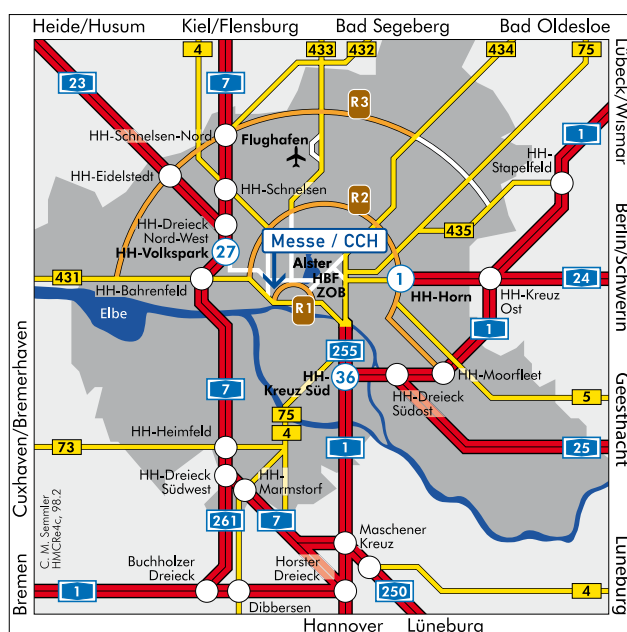 Heide/Husum
Kiel/Flensburg
Bad Segeberg
Bad Oldesloe
4
433
432
434
75
Lübeck/Wismar
23
7
R3
1
HH-Schnelsen-Nord
Flughafen
HH-
Stapelfeld
HH-Eidelstedt
HH-Schnelsen
R2
HH-Dreieck
Nord-West
HH-Volkspark
27
435
Messe / CCH
Berlin/Schwerin
431
HH-Bahrenfeld
Alster
HBF
ZOB
1
HH-Horn
24
HH-Kreuz
Ost
Elbe
R1
1
255
HH-
Kreuz Süd
36
HH-Moorfleet
HH-Dreieck
Südost
7
5
Geesthacht
Cuxhaven/Bremerhaven
75
4
73
HH-Heimfeld
1
25
HH-Dreieck
Südwest
HH-
Marmstorf
261
7
C. M. Semmler
HMCRe4c, 98.2
Maschener
Kreuz
Buchholzer
Dreieck
Horster
Dreieck
Lüneburg
Bremen
1
250
4
Dibbersen
Hannover
Lüneburg